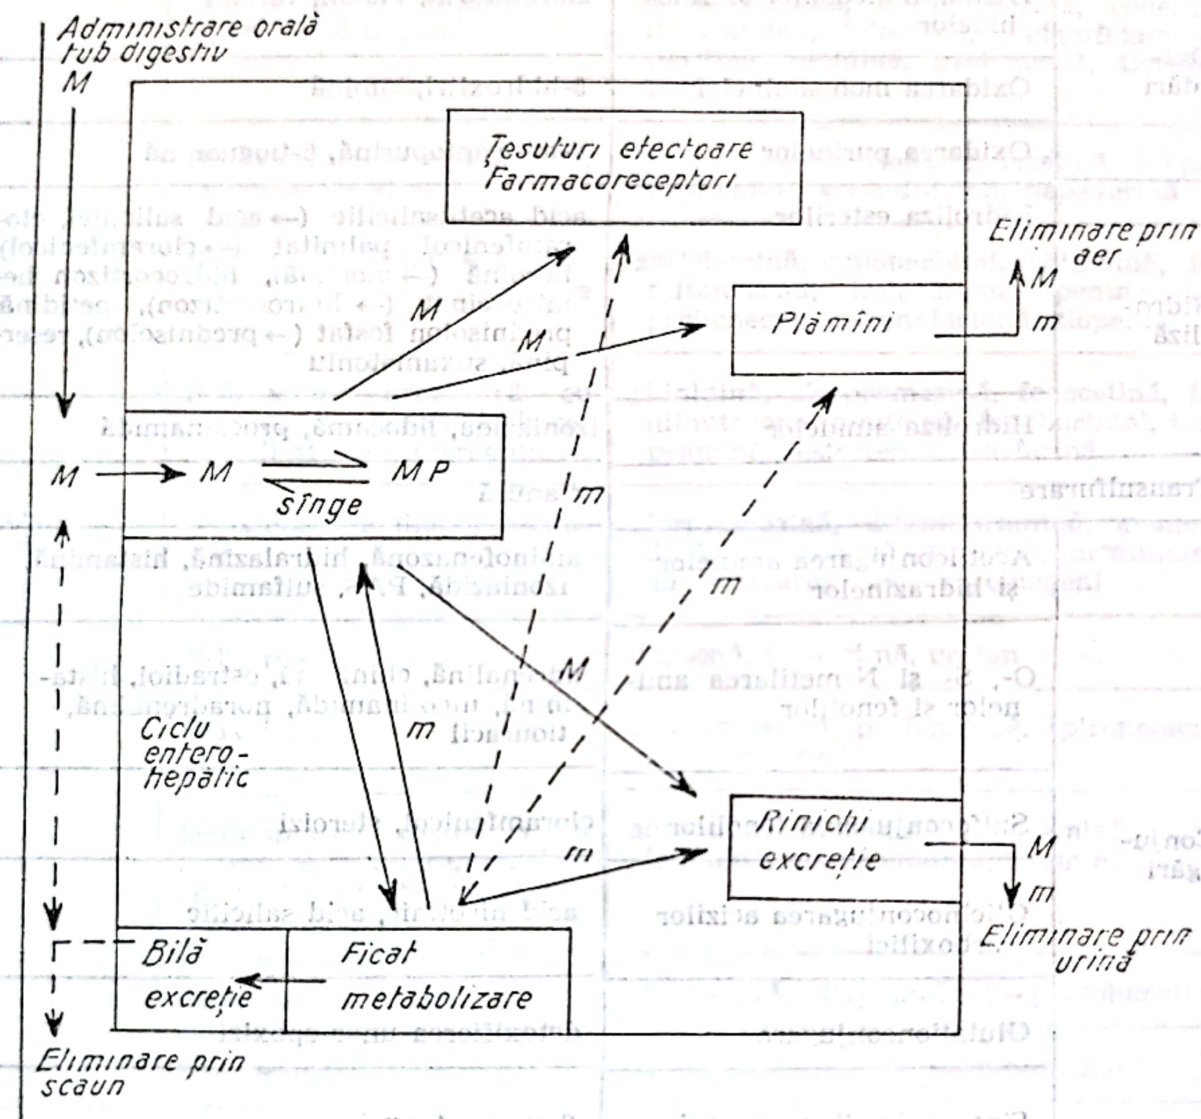 Administrare orală
tub digestiv
M
Țesuturi efectoare
Farmacoreceptori
Eliminare prin
aer
M
m
Plămîni
M
M
M
M
MP
sînge
m
m
M
m
Ciclu
entero-
hepatic
Rinichi
excreție
M
m
m
Eliminare prin
urină
Bilă
excreție
Ficat
metabolizare
Eliminare prin
scaun